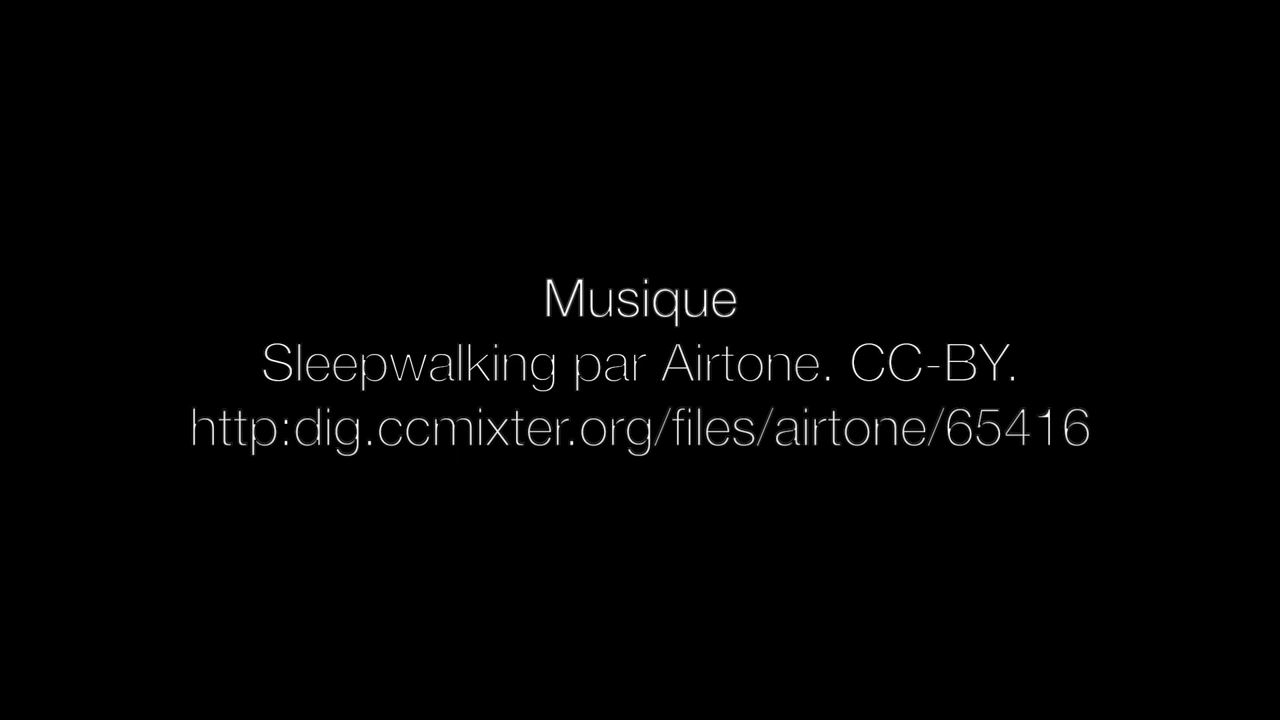 Musique
Sleepwalking par Airtone. CC-BY.
http:dig.ccmixter.org/files/airtone/65416